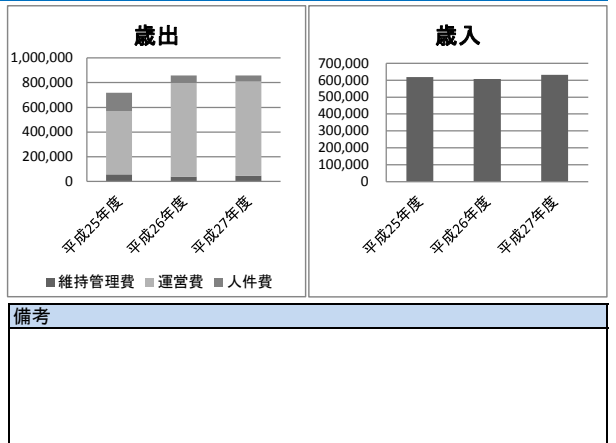 歳出
1,000,000
800,000
600,000
400,000
200,000
0
平成25年度
平成26年度
平成27年度
■維持管理費 ■運営費 ■人件費
歳入
700,000
600,000
500,000
400,000
300,000
200,000
100,000
0
平成25年度
平成26年度
平成27年度
備考